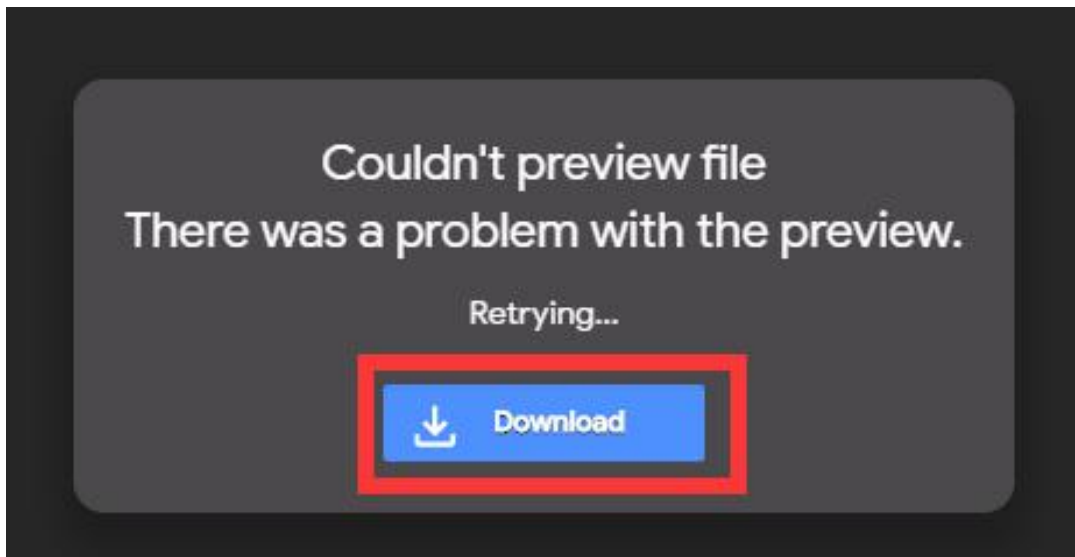 Couldn't preview file
There was a problem with the preview.
Retrying...
Download